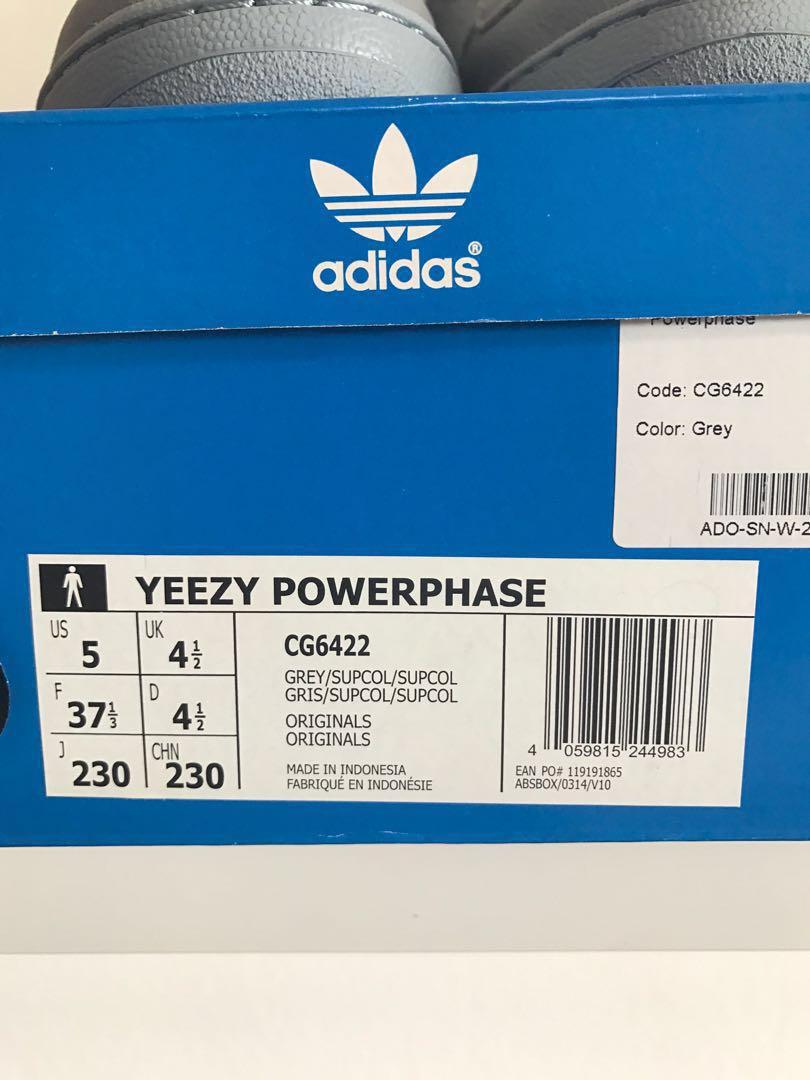 adidas®
Powerphase
Code: CG6422
Color: Grey
ADO-SN-W-2
YEEZY POWERPHASE
US 5
UK 4½
F 37⅓
D 4½
J 230
CHN 230
CG6422
GREY/SUPCOL/SUPCOL
GRIS/SUPCOL/SUPCOL
ORIGINALS
ORIGINALS
MADE IN INDONESIA
FABRIQUÉ EN INDONÉSIE
4 059815 244983
EAN PO# 119191865
ABSBOX/0314/V10